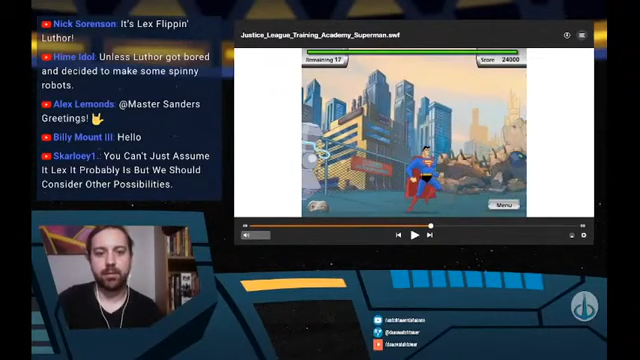 Nick Sorenson: It's Lex Flippin'
Luthor!
Hime Idol: Unless Luthor got bored
and decided to make some spinny
robots.
Alex Lemonds: @Master Sanders
Greetings!
Billy Mount III: Hello
Skarloey1: You Can't Just Assume
It Lex It Probably Is But We Should
Consider Other Possibilities.
Justice_League_Training_Academy_Superman.swf
Remaining 17
Score 24000
Menu